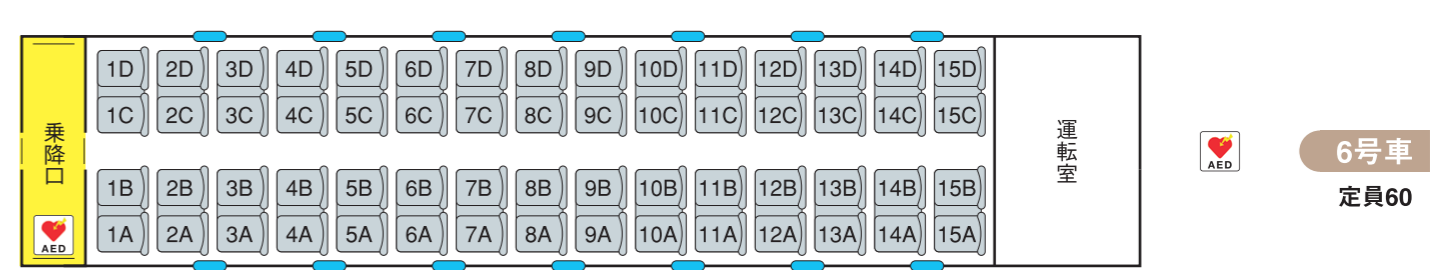 1D 2D 3D 4D 5D 6D 7D 8D 9D 10D 11D 12D 13D 14D 15D
1C 2C 3C 4C 5C 6C 7C 8C 9C 10C 11C 12C 13C 14C 15C
乗降口
運転室
AED
6号車
1B 2B 3B 4B 5B 6B 7B 8B 9B 10B 11B 12B 13B 14B 15B
定員60
1A 2A 3A 4A 5A 6A 7A 8A 9A 10A 11A 12A 13A 14A 15A
AED